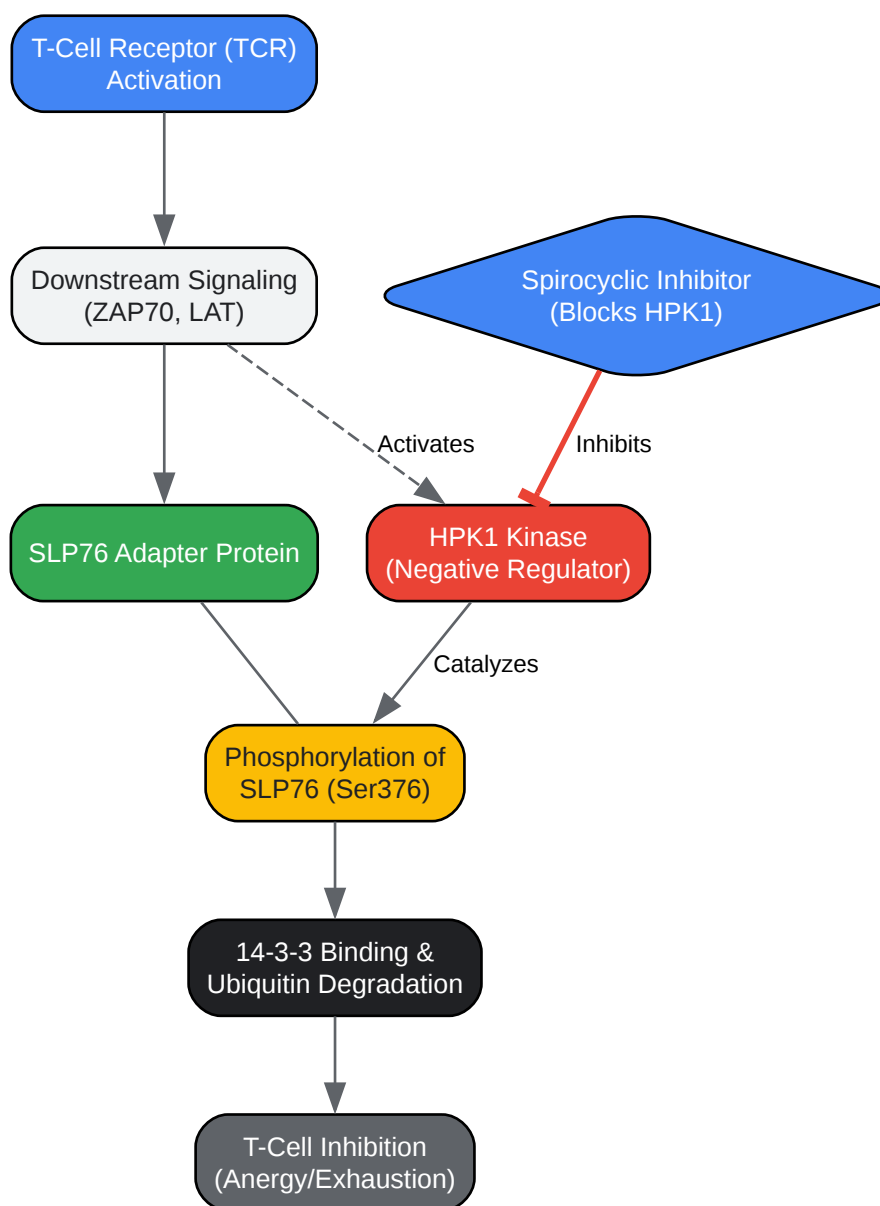 T-Cell Receptor (TCR)
Activation
Downstream Signaling
(ZAP70, LAT)
Spirocyclic Inhibitor
(Blocks HPK1)
Activates
Inhibits
SLP76 Adapter Protein
HPK1 Kinase
(Negative Regulator)
Catalyzes
Phosphorylation of
SLP76 (Ser376)
14-3-3 Binding &
Ubiquitin Degradation
T-Cell Inhibition
(Anergy/Exhaustion)